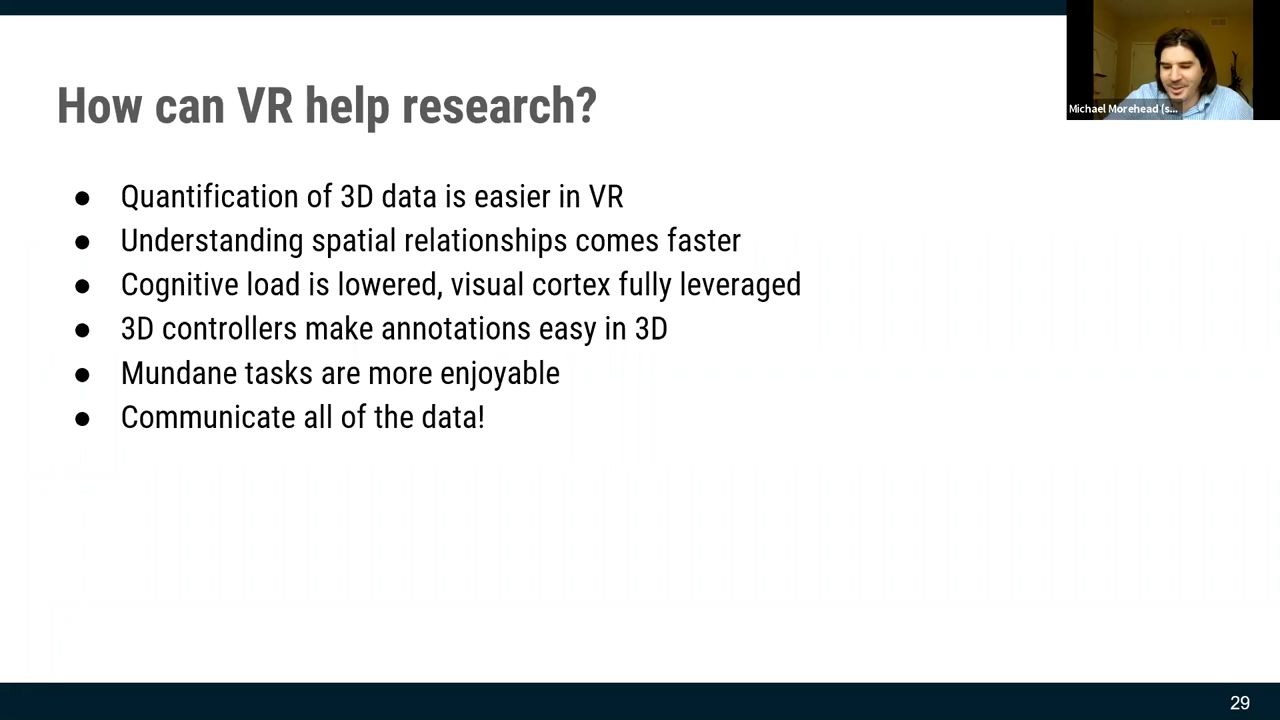 How can VR help research?
Michael Morehead (s...
● Quantification of 3D data is easier in VR
● Understanding spatial relationships comes faster
● Cognitive load is lowered, visual cortex fully leveraged
● 3D controllers make annotations easy in 3D
● Mundane tasks are more enjoyable
● Communicate all of the data!
29